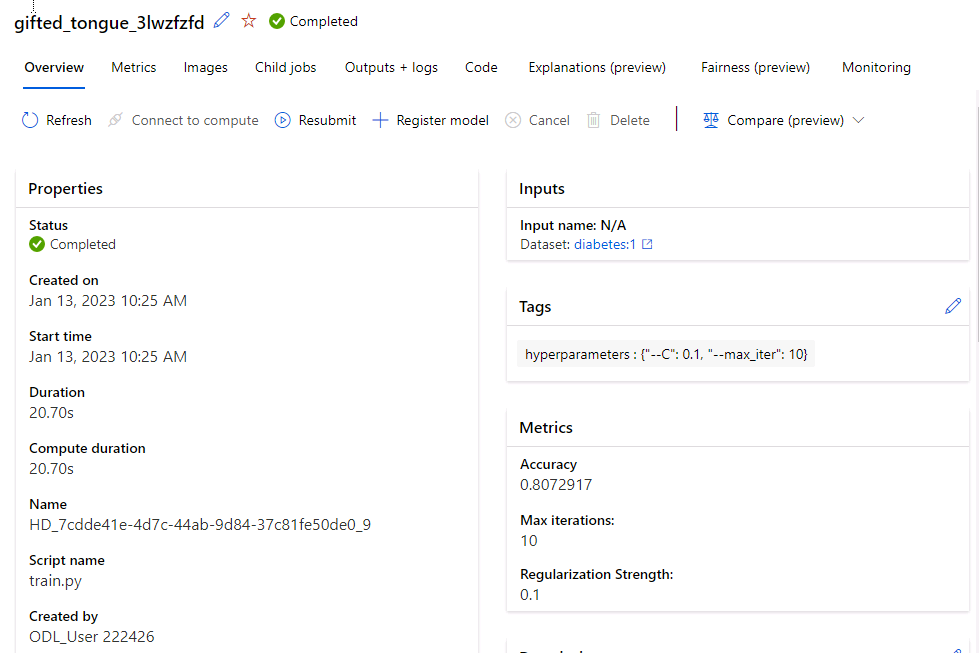 gifted_tongue_3lwzfzfd Completed
Overview Metrics Images Child jobs Outputs + logs Code Explanations (preview) Fairness (preview) Monitoring
Refresh Connect to compute Resubmit Register model Cancel Delete Compare (preview)
Properties
Status
Completed
Created on
Jan 13, 2023 10:25 AM
Start time
Jan 13, 2023 10:25 AM
Duration
20.70s
Compute duration
20.70s
Name
HD_7cdde41e-4d7c-44ab-9d84-37c81fe50de0_9
Script name
train.py
Created by
ODL_User 222426
Inputs
Input name: N/A
Dataset: diabetes:1
Tags
hyperparameters : {"--C": 0.1, "--max_iter": 10}
Metrics
Accuracy
0.8072917
Max iterations:
10
Regularization Strength:
0.1